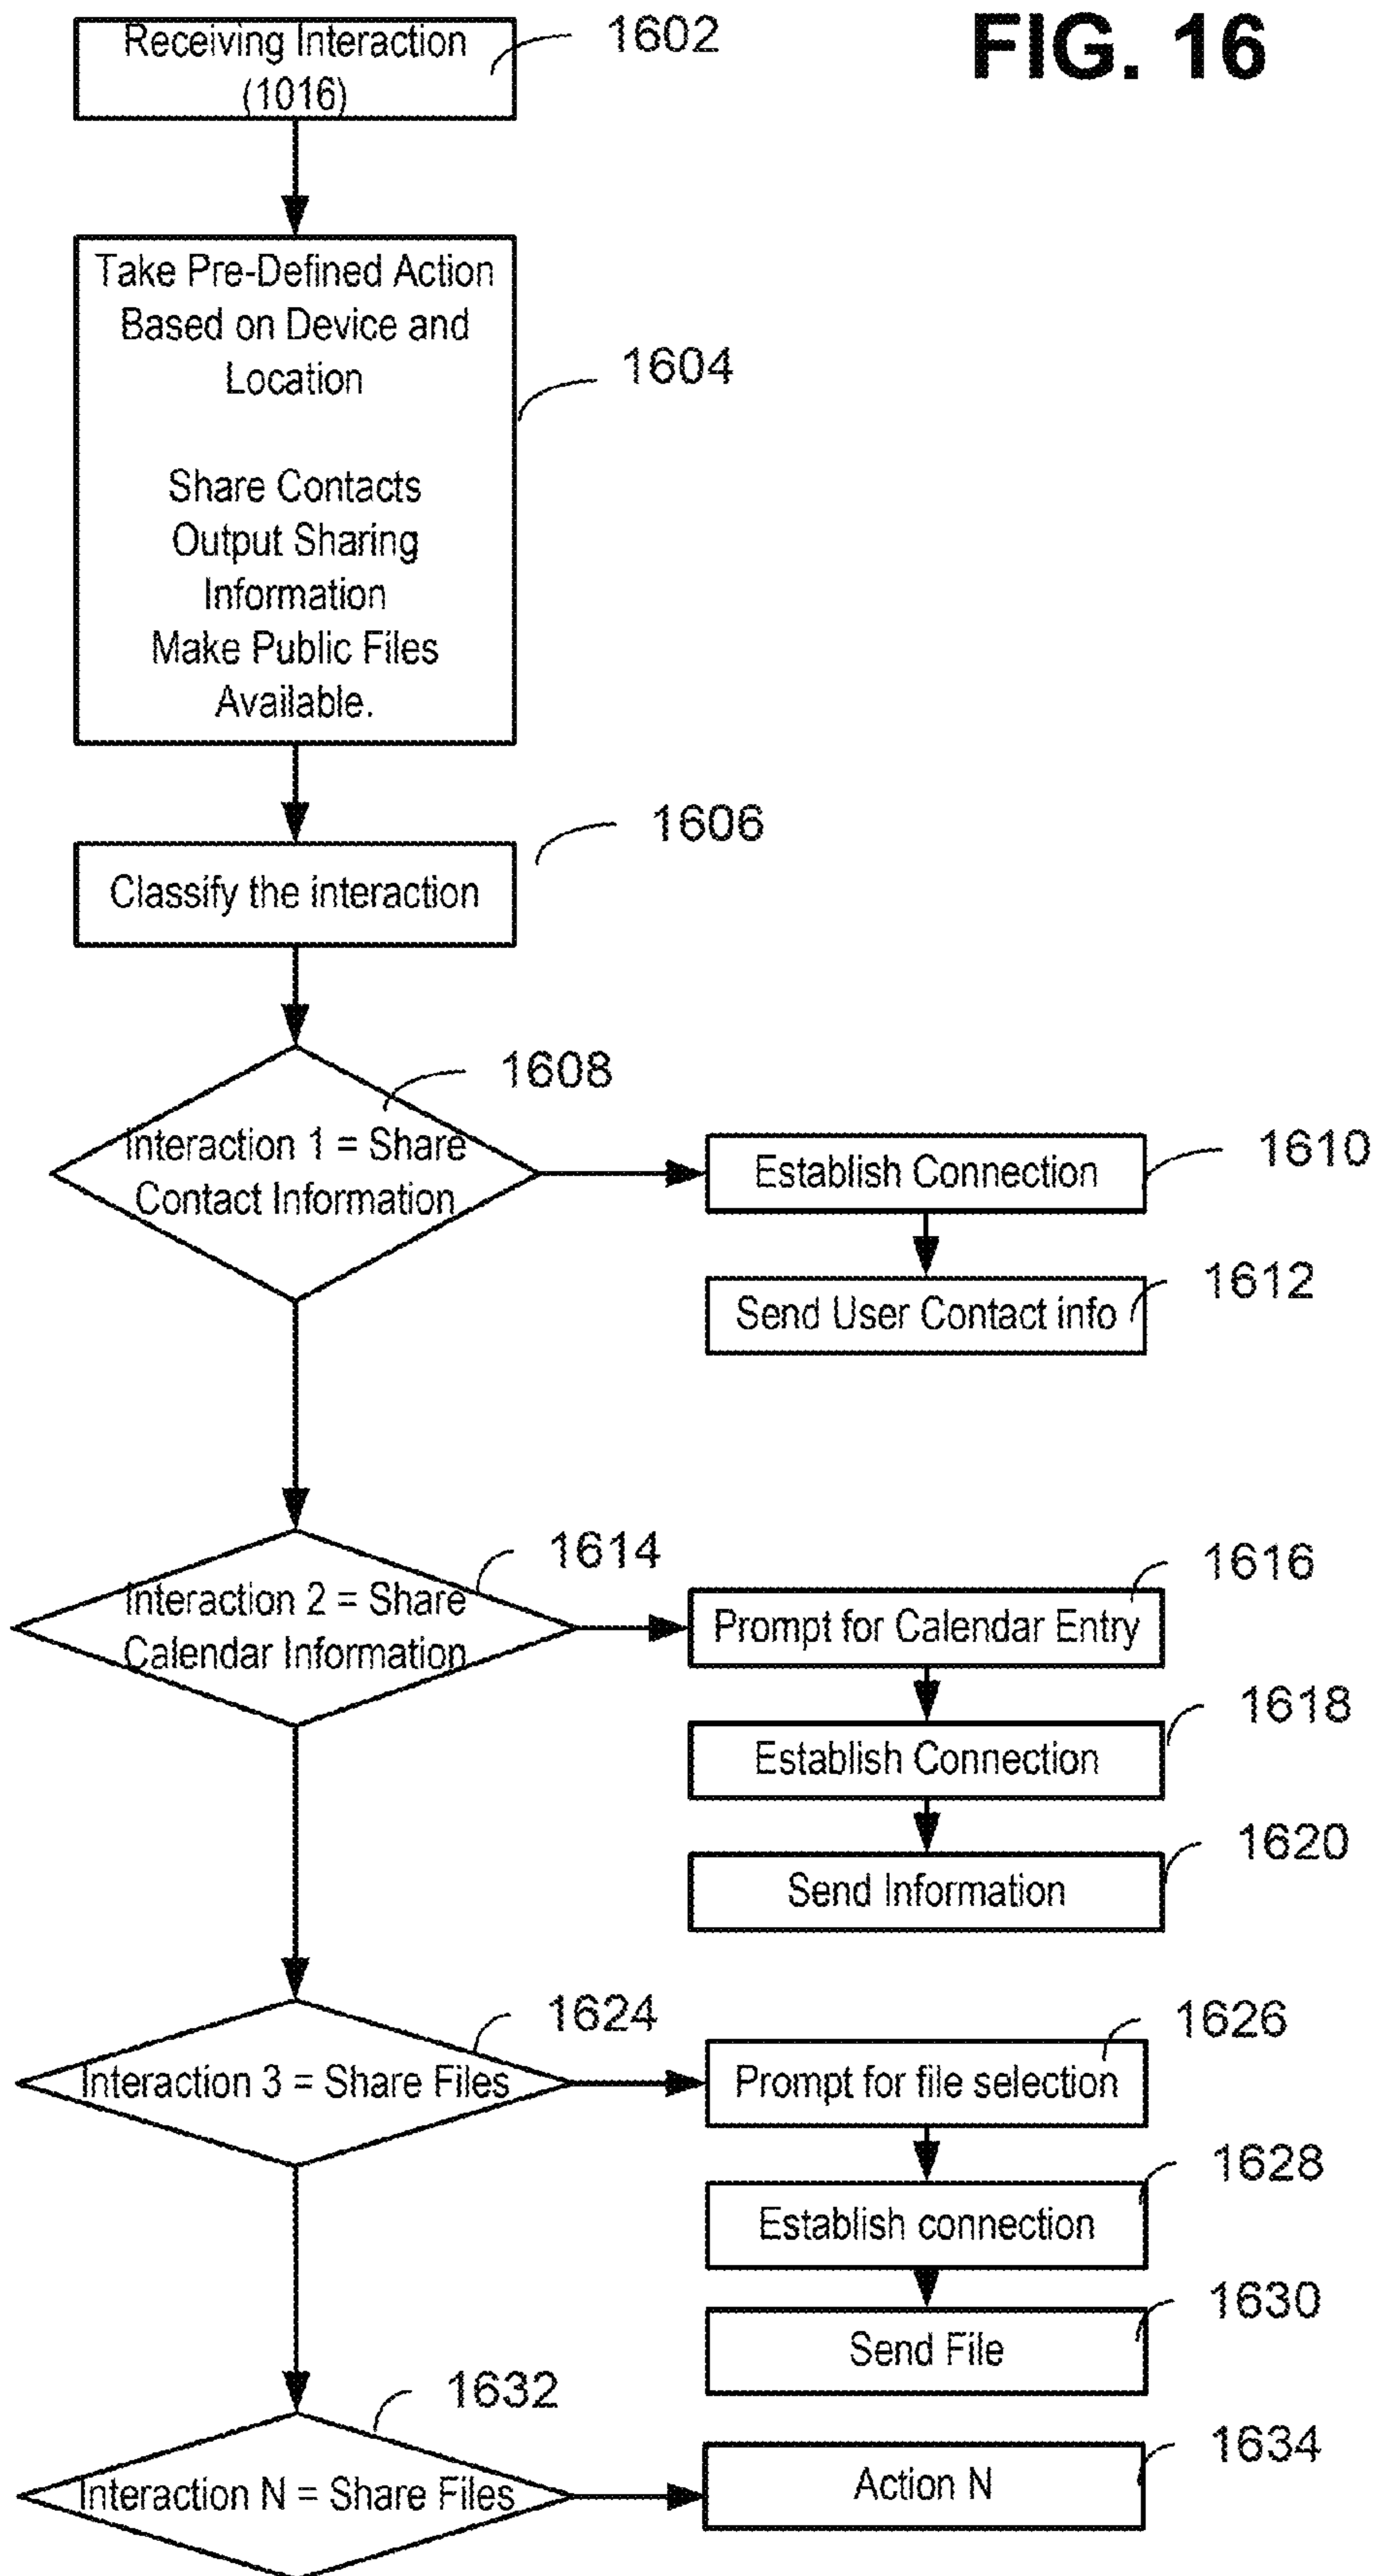 FIG. 16
Receiving Interaction
(1016)
1602
Take Pre-Defined Action
Based on Device and
Location
Share Contacts
Output Sharing
Information
Make Public Files
Available.
1604
1606
Classify the interaction
1608
Interaction 1 = Share
Contact Information
Establish Connection
1610
Send User Contact info
1612
1614
Interaction 2 = Share
Calendar Information
Prompt for Calendar Entry
1616
Establish Connection
1618
Send Information
1620
1624
Interaction 3 = Share Files
Prompt for file selection
1626
Establish connection
1628
Send File
1630
1632
Interaction N = Share Files
Action N
1634